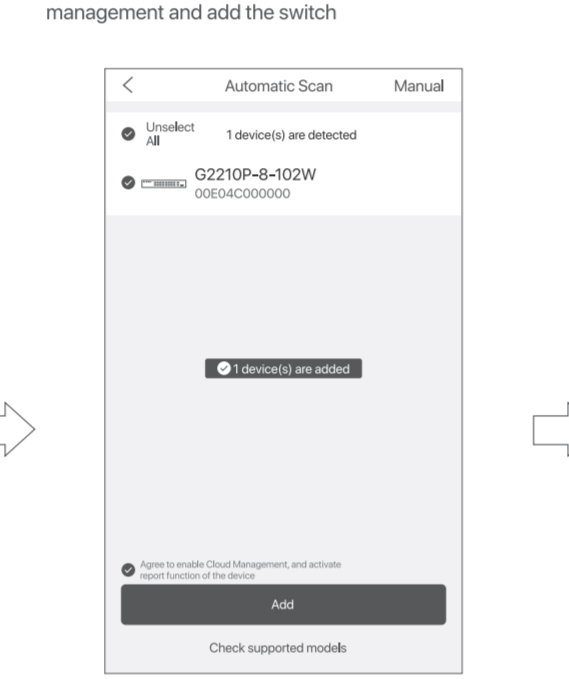 management and add the switch
Automatic Scan
Manual
Unselect
All
1 device(s) are detected
G2210P-8-102W
00E04C000000
1 device(s) are added
Agree to enable Cloud Management, and activate
report function of the device
Add
Check supported models